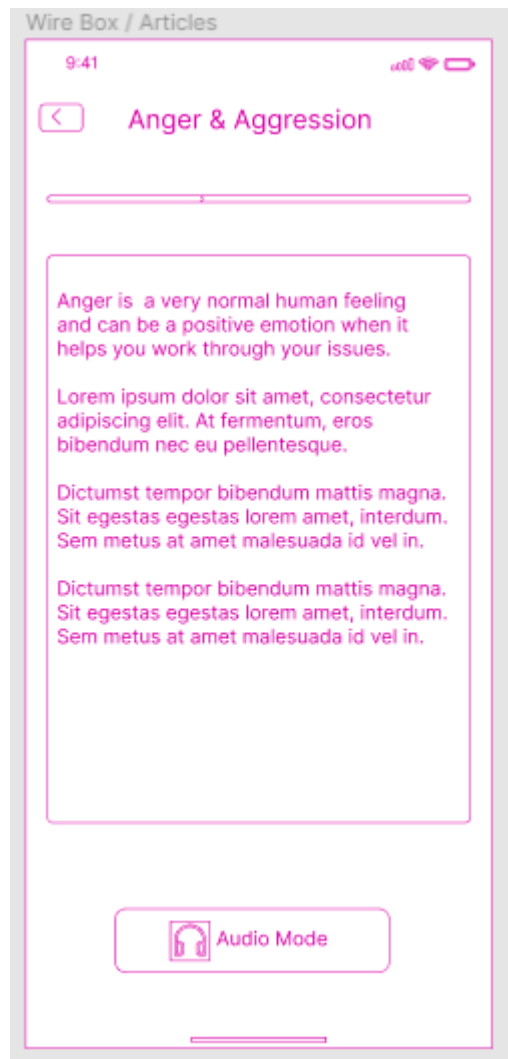 Wire Box / Articles
9:41
Anger & Aggression
Anger is  a very normal human feeling
and can be a positive emotion when it
helps you work through your issues.
Lorem ipsum dolor sit amet, consectetur
adipiscing elit. At fermentum, eros
bibendum nec eu pellentesque.
Dictumst tempor bibendum mattis magna.
Sit egestas egestas lorem amet, interdum.
Sem metus at amet malesuada id vel in.
Dictumst tempor bibendum mattis magna.
Sit egestas egestas lorem amet, interdum.
Sem metus at amet malesuada id vel in.
Audio Mode